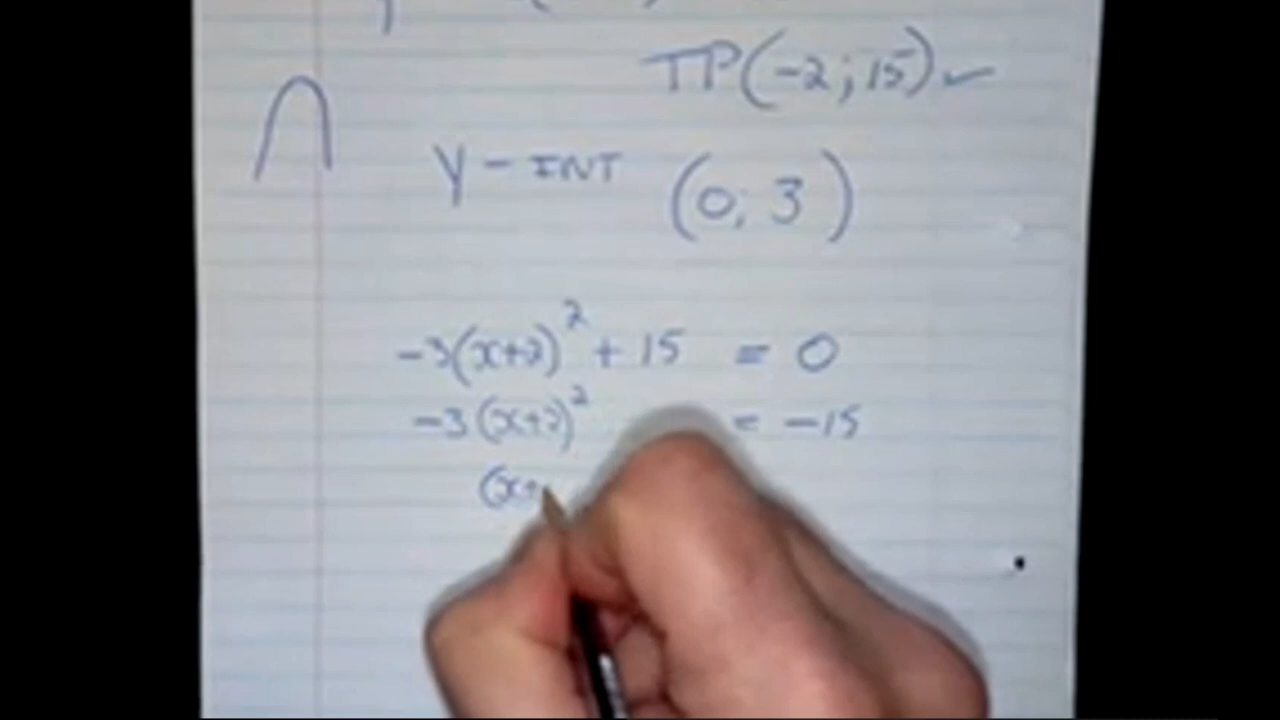 TP(-2;15)✓
y-INT (0;3)
-3(x+2)² + 15 = 0
-3(x+2)² = -15
(x+